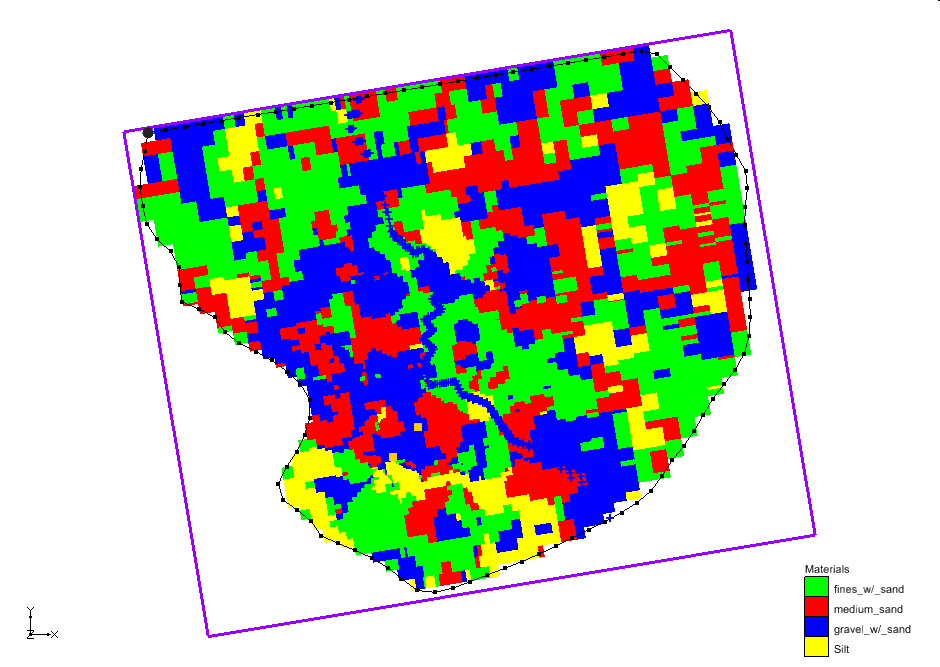 Materials
fines_w/_sand
medium_sand
gravel_w/_sand
Silt
Y
Z
X